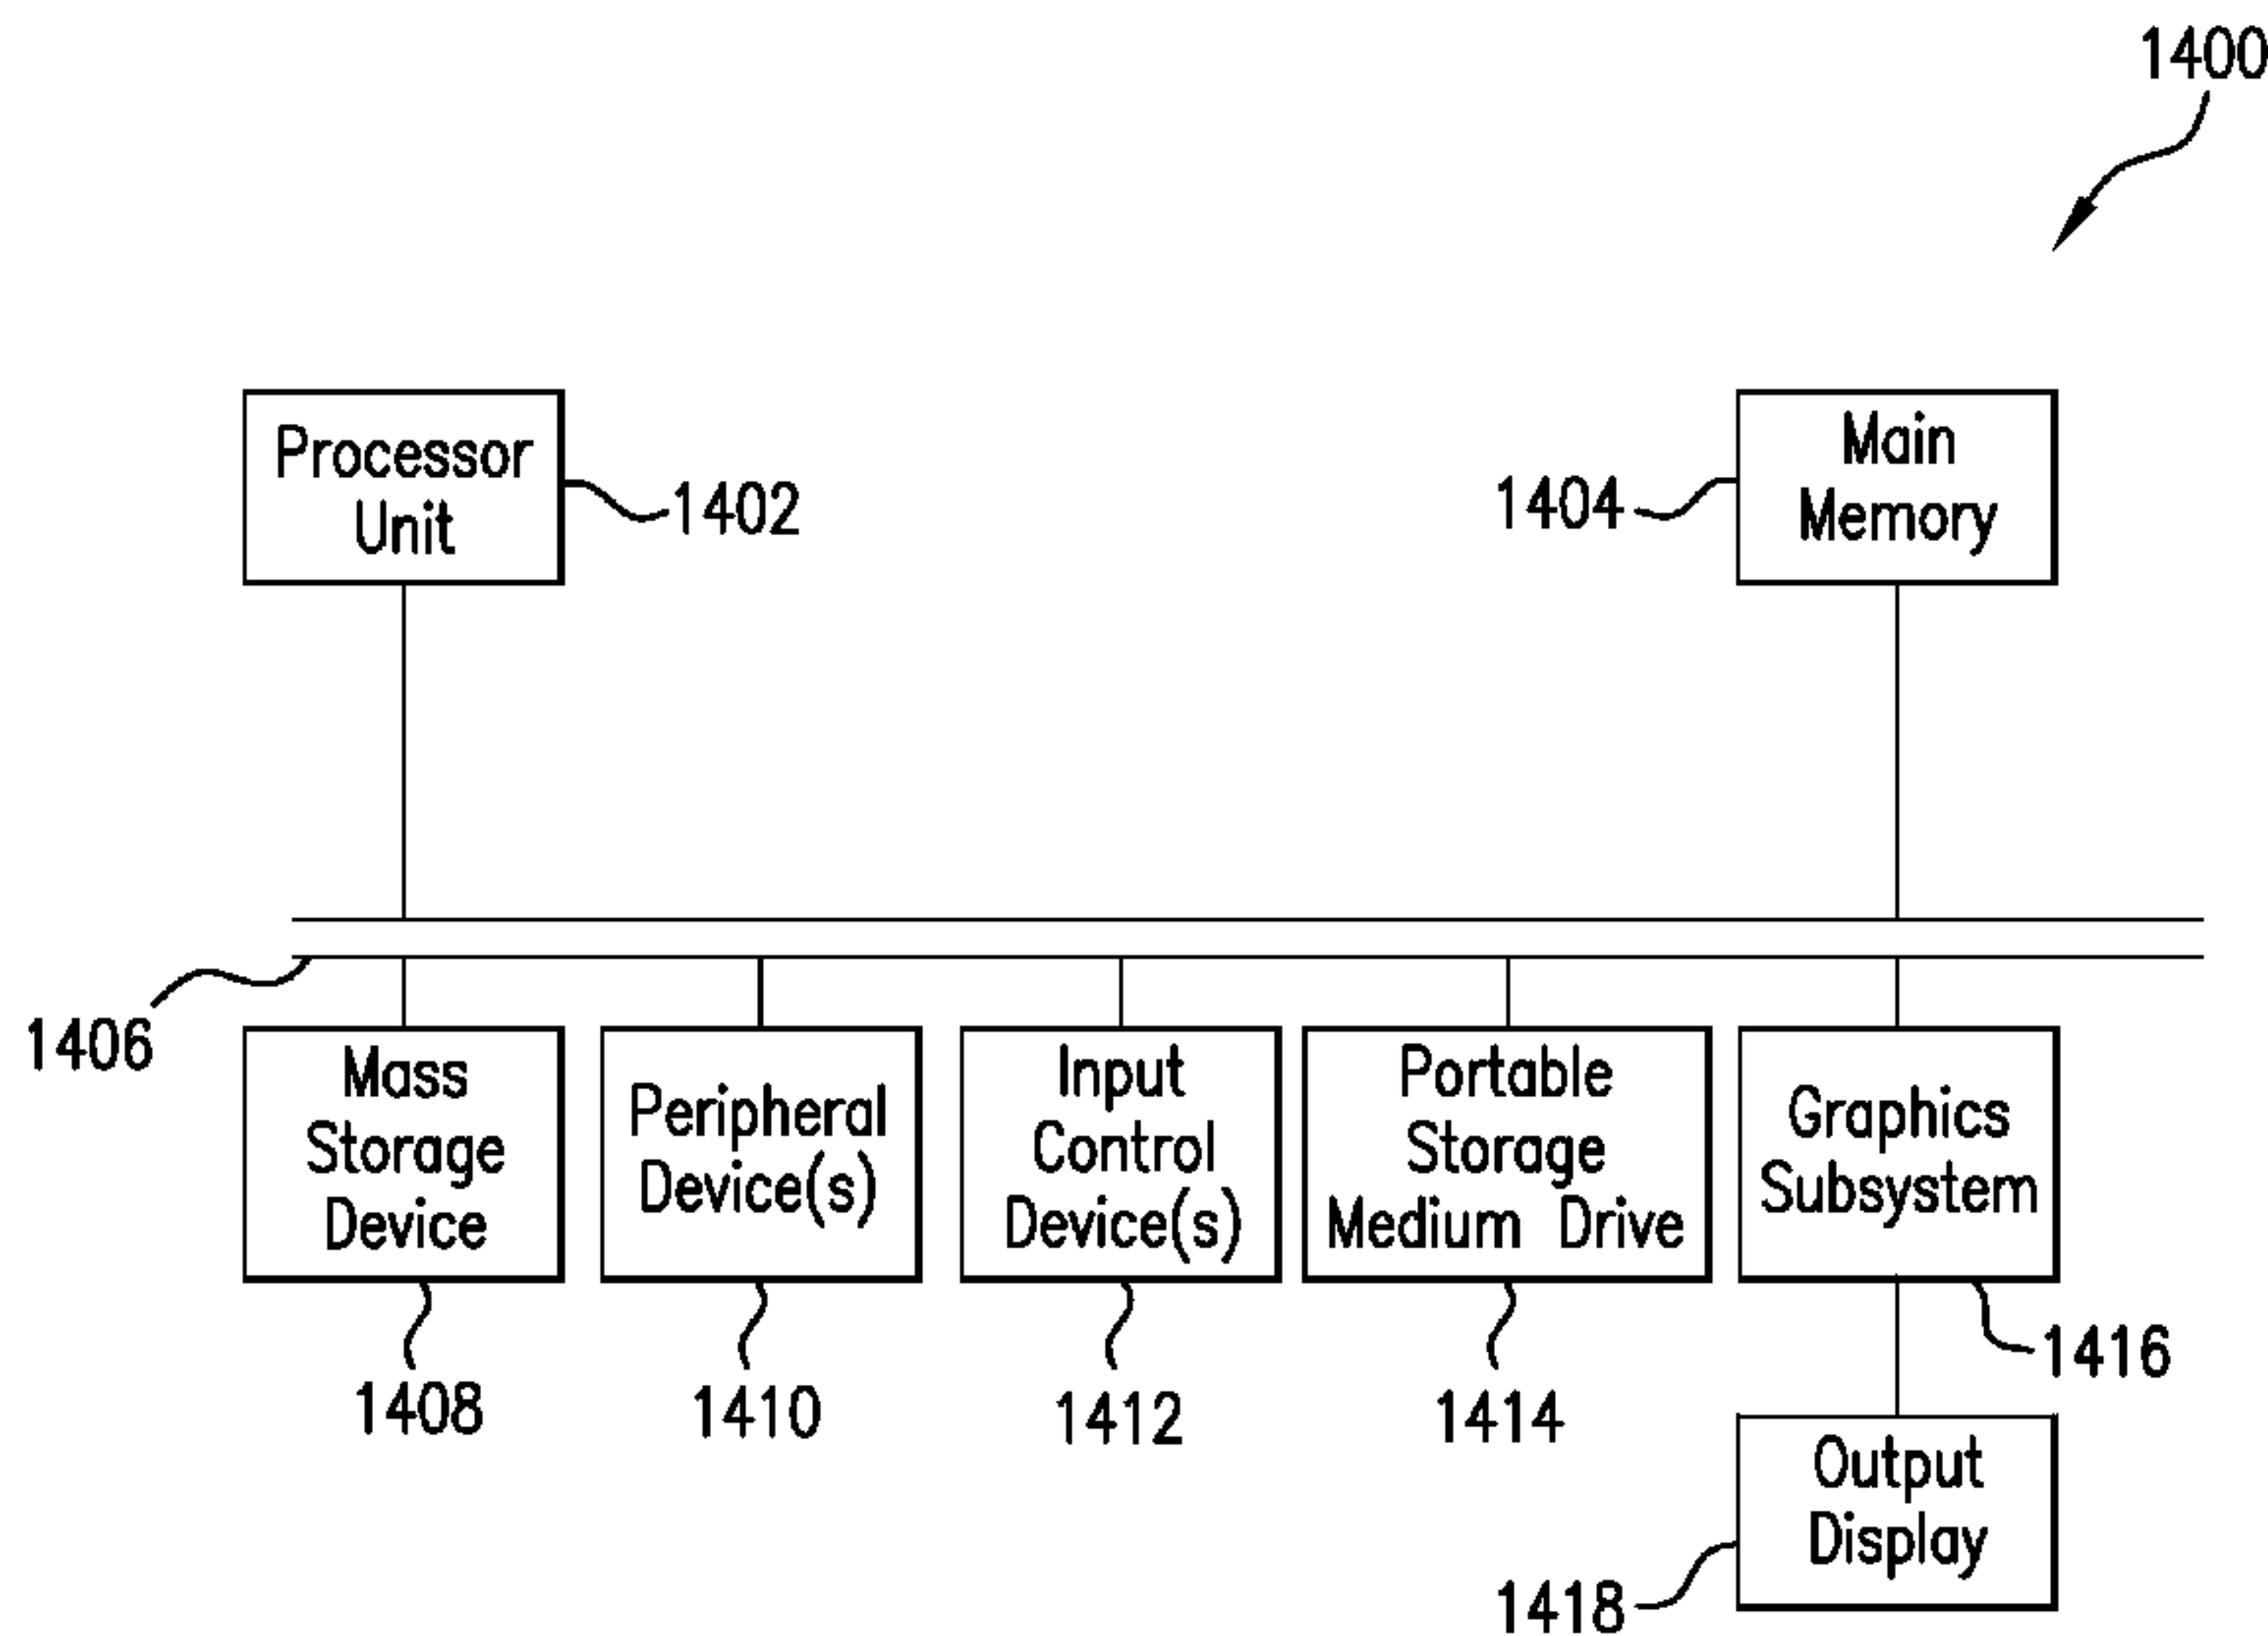 1400
Processor
Unit
1402
1404
Main
Memory
1406
Mass
Storage
Device
1408
Peripheral
Device(s)
1410
Input
Control
Device(s)
1412
Portable
Storage
Medium Drive
1414
Graphics
Subsystem
1416
Output
Display
1418